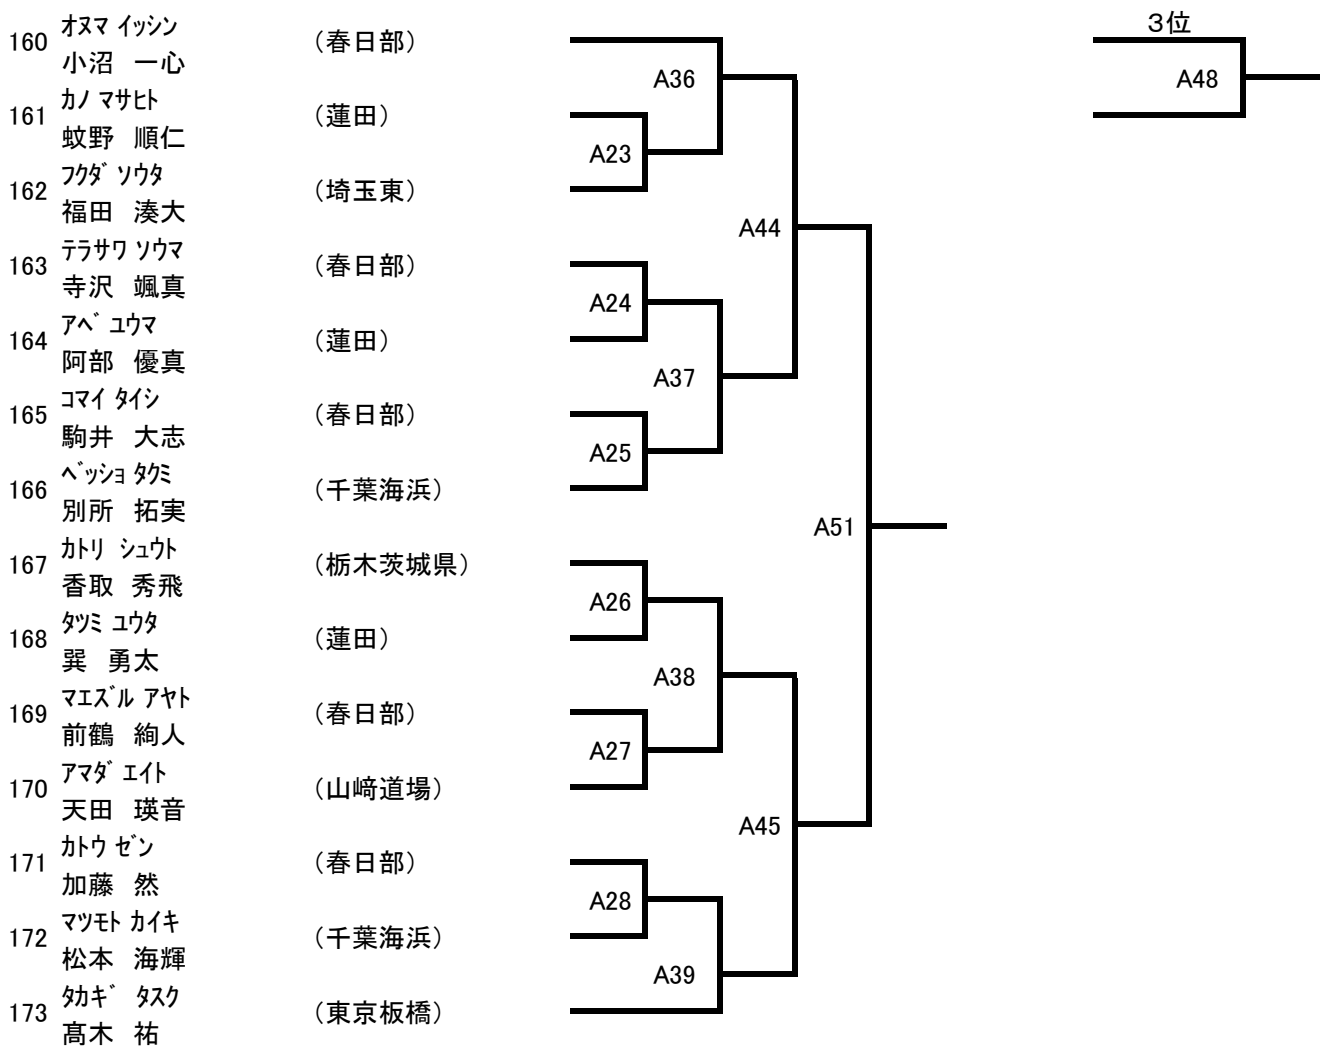 オヌマ イッシン
160 (春日部)
小沼 一心
カノ マサヒト
161 (蓮田)
蚊野 順仁
フクダ ソウタ
162 (埼玉東)
福田 湊大
テラサワ ソウマ
163 (春日部)
寺沢 颯真
アベ ユウマ
164 (蓮田)
阿部 優真
コマイ タイシ
165 (春日部)
駒井 大志
ベッショ タクミ
166 (千葉海浜)
別所 拓実
カトリ シュウト
167 (栃木茨城県)
香取 秀飛
タツミ ユウタ
168 (蓮田)
巽 勇太
マエズル アヤト
169 (春日部)
前鶴 絢人
アマダ エイト
170 (山﨑道場)
天田 瑛音
カトウ ゼン
171 (春日部)
加藤 然
マツモト カイキ
172 (千葉海浜)
松本 海輝
タカギ タスク
173 (東京板橋)
髙木 祐
A23
A24
A25
A26
A27
A28
A36
A37
A38
A39
A44
A45
A51
3位
A48